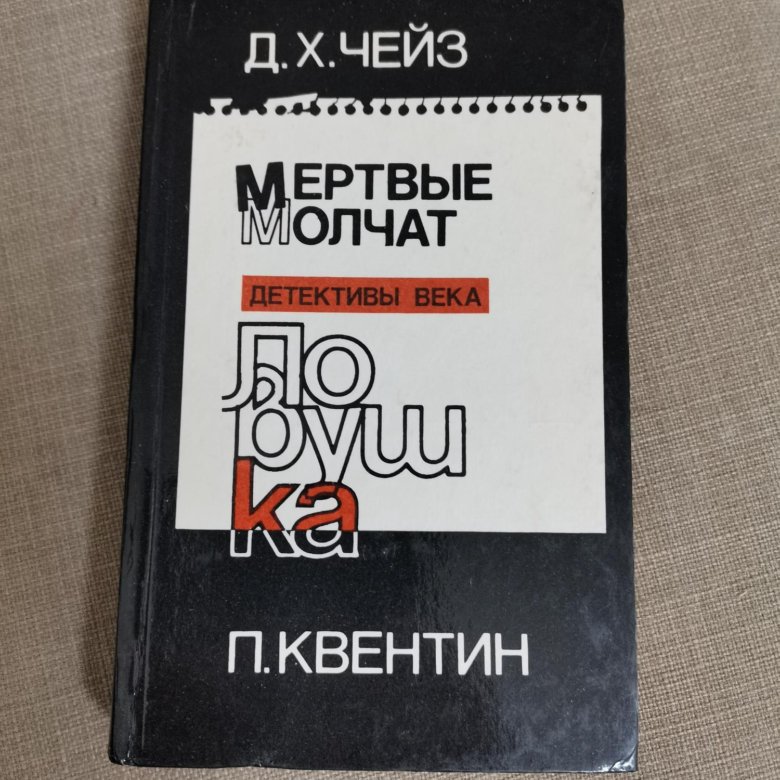 Д. Х. ЧЕЙЗ
МЕРТВЫЕ
МОЛЧАТ
ДЕТЕКТИВЫ ВЕКА
Ло
вуш
ка
П. КВЕНТИН